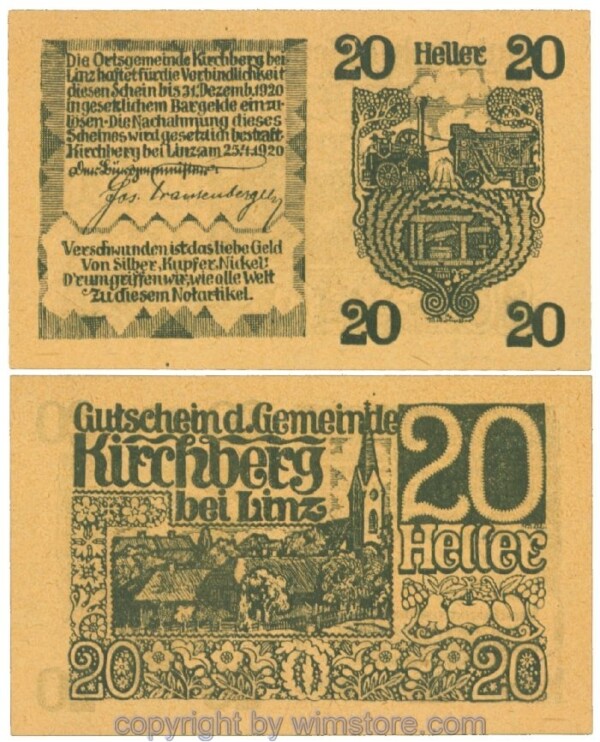 Die Ortsgemeinde Kirchberg bei
Linz haftet für die Verbindlichkeit
diesen Schein bis 31. Dezemb. 1920
in gesetzlichem Bargelde einzu-
lösen. Die Nachahmung dieses
Scheines wird gesetzlich bestraft.
Kirchberg bei Linz, am 25./4. 1920
Der Bürgermeister:
Jos.
Verschwunden ist das liebe Geld
Von Silber, Kupfer, Nickel!
D'rum griffen wir, wie alle Welt
Zu diesem Notartikel.
20 Heller 20
20 20
Gutschein d. Gemeinde
Kirchberg
bei Linz
20
Heller
20 20
copyright by wimstore.com